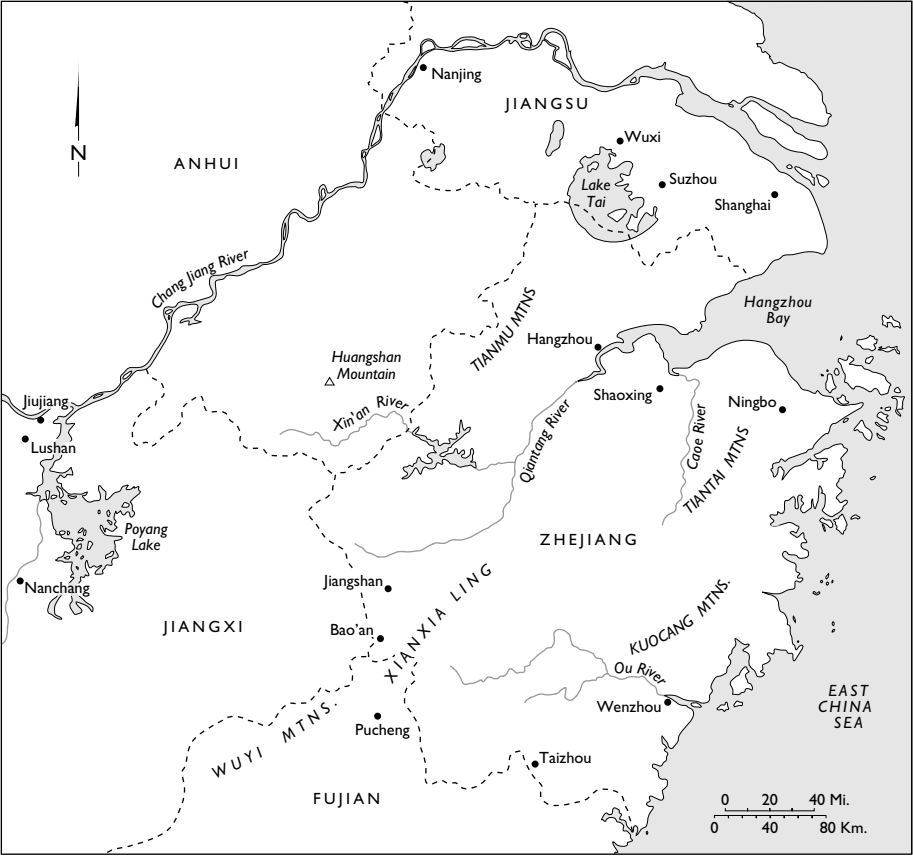 Nanjing
JIANGSU
Wuxi
N
ANHUI
Lake
Tai
Suzhou
Shanghai
Chang Jiang River
Hangzhou
Bay
TIANMU MTNS
Hangzhou
Huangshan
Mountain
Shaoxing
Jiujiang
Xin'an River
Ningbo
Lushan
Qiantang River
Caoe River
TIANTAI MTNS
Poyang
Lake
ZHEJIANG
Nanchang
Jiangshan
XIANXIA LING
JIANGXI
Bao'an
KUOCANG MTNS.
Ou River
EAST
CHINA
SEA
Wenzhou
WUYI MTNS.
Pucheng
Taizhou
FUJIAN
0 20 40 Mi.
0 40 80 Km.